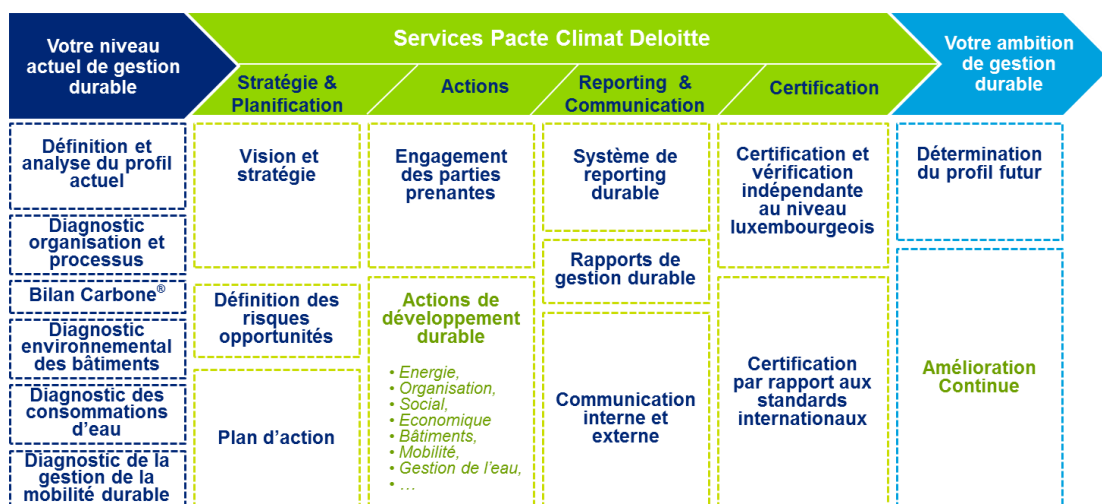 Votre niveau
actuel de gestion
durable
Services Pacte Climat Deloitte
Votre ambition
de gestion
durable
Stratégie &
Planification
Actions
Reporting &
Communication
Certification
Définition et
analyse du profil
actuel
Diagnostic
organisation et
processus
Bilan Carbone®
Diagnostic
environnemental
des bâtiments
Diagnostic des
consommations
d’eau
Diagnostic de la
gestion de la
mobilité durable
Vision et
stratégie
Définition des
risques
opportunités
Plan d’action
Engagement
des parties
prenantes
Actions de
développement
durable
• Energie,
• Organisation,
• Social,
• Economique
• Bâtiments,
• Mobilité,
• Gestion de l’eau,
• …
Système de
reporting
durable
Rapports de
gestion durable
Communication
interne et
externe
Certification et
vérification
indépendante
au niveau
luxembourgeois
Certification
par rapport aux
standards
internationaux
Détermination
du profil futur
Amélioration
Continue